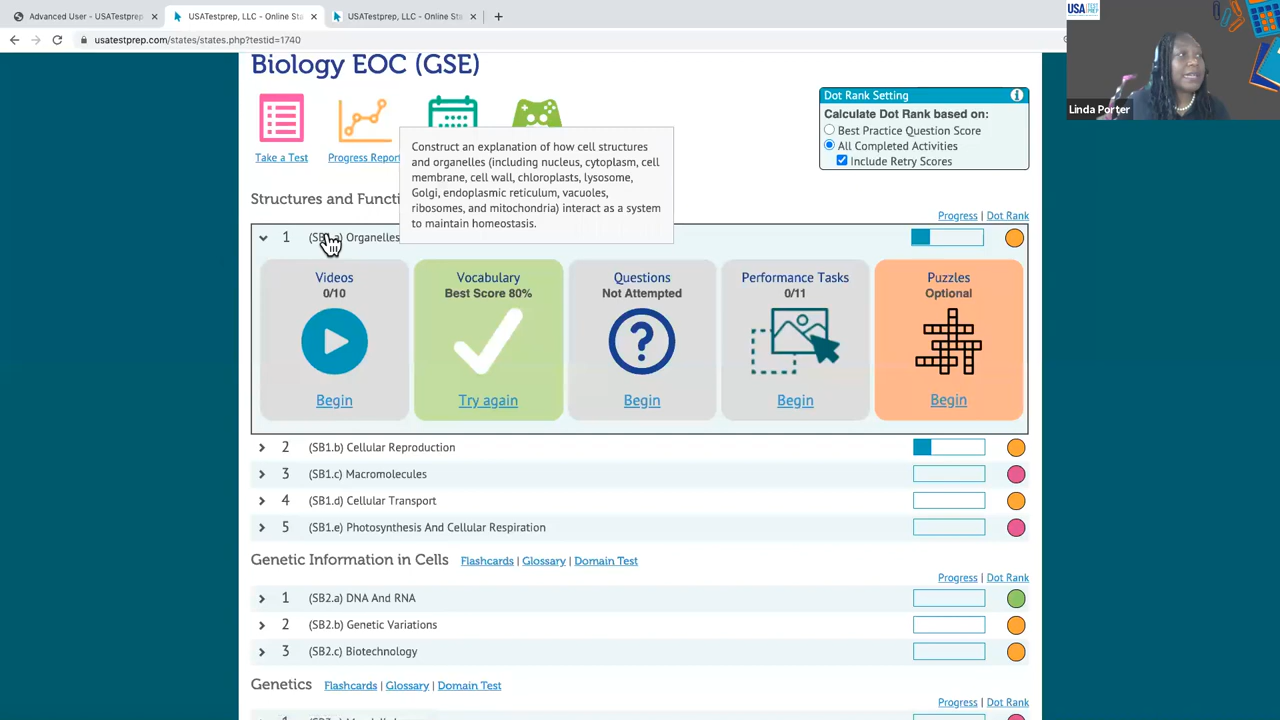 Advanced User - USATestprep
USATestprep, LLC - Online Sta
USATestprep, LLC - Online Sta
usatestprep.com/states/states.php?testid=1740
USA TEST PREP
Linda Porter
Biology EOC (GSE)
Take a Test
Progress Report
Dot Rank Setting
Calculate Dot Rank based on:
Best Practice Question Score
All Completed Activities
Include Retry Scores
Construct an explanation of how cell structures
and organelles (including nucleus, cytoplasm, cell
membrane, cell wall, chloroplasts, lysosome,
Golgi, endoplasmic reticulum, vacuoles,
ribosomes, and mitochondria) interact as a system
to maintain homeostasis.
Structures and Functi
Progress | Dot Rank
1 Organelles
Videos
0/10
Begin
Vocabulary
Best Score 80%
Try again
Questions
Not Attempted
Begin
Performance Tasks
0/11
Begin
Puzzles
Optional
Begin
2 (SB1.b) Cellular Reproduction
3 (SB1.c) Macromolecules
4 (SB1.d) Cellular Transport
5 (SB1.e) Photosynthesis And Cellular Respiration
Genetic Information in Cells Flashcards | Glossary | Domain Test
Progress | Dot Rank
1 (SB2.a) DNA And RNA
2 (SB2.b) Genetic Variations
3 (SB2.c) Biotechnology
Genetics Flashcards | Glossary | Domain Test
Progress | Dot Rank